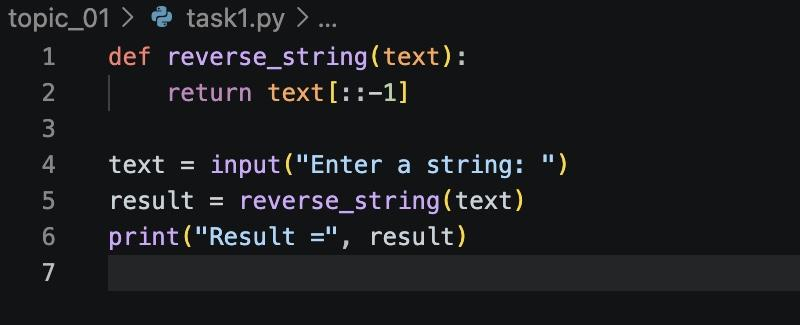 topic_01 > task1.py > ...
1 def reverse_string(text):
2     return text[::-1]
3
4 text = input("Enter a string: ")
5 result = reverse_string(text)
6 print("Result =", result)
7